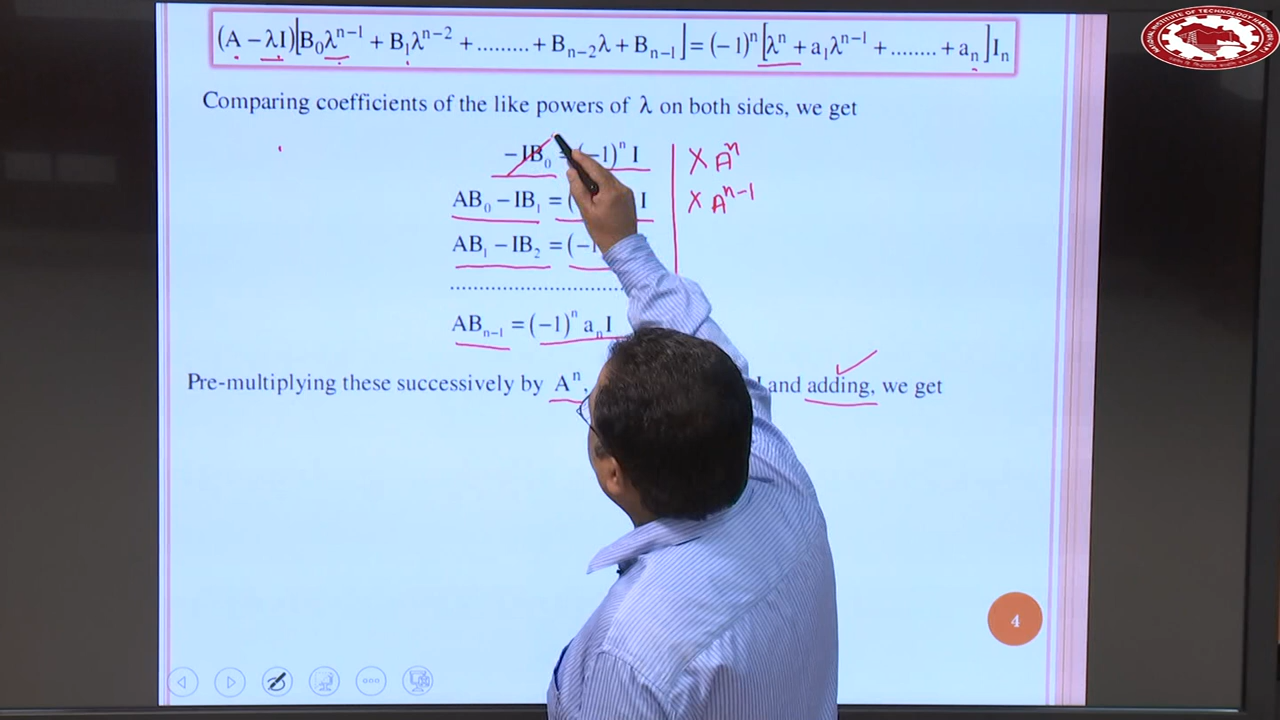 (A − λI)[B₀λⁿ⁻¹ + B₁λⁿ⁻² + ......... + Bₙ₋₂λ + Bₙ₋₁] = (−1)ⁿ[λⁿ + a₁λⁿ⁻¹ + ........ + aₙ]Iₙ
Comparing coefficients of the like powers of λ on both sides, we get
−IB₀ = (−1)ⁿ I × Aⁿ
AB₀ − IB₁ = ( I × Aⁿ⁻¹
AB₁ − IB₂ = (−1
ABₙ₋₁ = (−1)ⁿ aₙI
Pre-multiplying these successively by Aⁿ, I and adding, we get
4